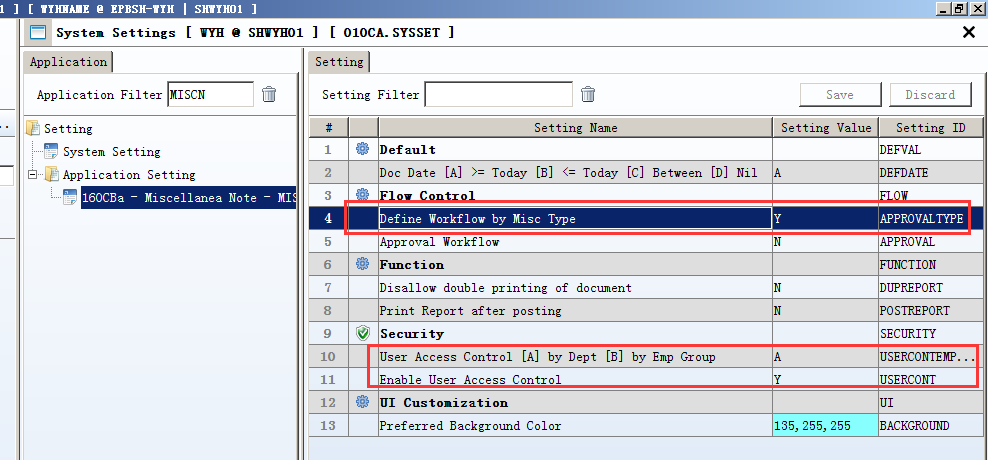 1 ] [ WYHNAME @ EPBSH-WYH | SHWYH01 ]
System Settings [ WYH @ SHWYH01 ] [ 010CA.SYSSET ]
Application
Application Filter MISCN
Setting
System Setting
Application Setting
160CBa - Miscellanea Note - MIS
Setting
Setting Filter
Save Discard
# Setting Name Setting Value Setting ID
1 Default DEFVAL
2 Doc Date [A] >= Today [B] <= Today [C] Between [D] Nil A DEFDATE
3 Flow Control FLOW
4 Define Workflow by Misc Type Y APPROVALTYPE
5 Approval Workflow N APPROVAL
6 Function FUNCTION
7 Disallow double printing of document N DUPREPORT
8 Print Report after posting N POSTREPORT
9 Security SECURITY
10 User Access Control [A] by Dept [B] by Emp Group A USERCONTEMP...
11 Enable User Access Control Y USERCONT
12 UI Customization UI
13 Preferred Background Color 135,255,255 BACKGROUND